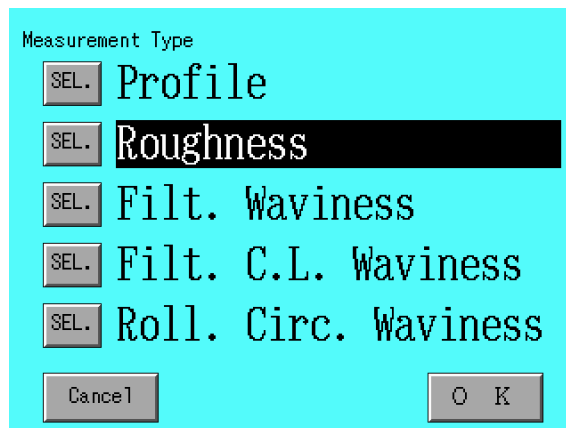 Measurement Type
SEL. Profile
SEL. Roughness
SEL. Filt. Waviness
SEL. Filt. C.L. Waviness
SEL. Roll. Circ. Waviness
Cancel O K